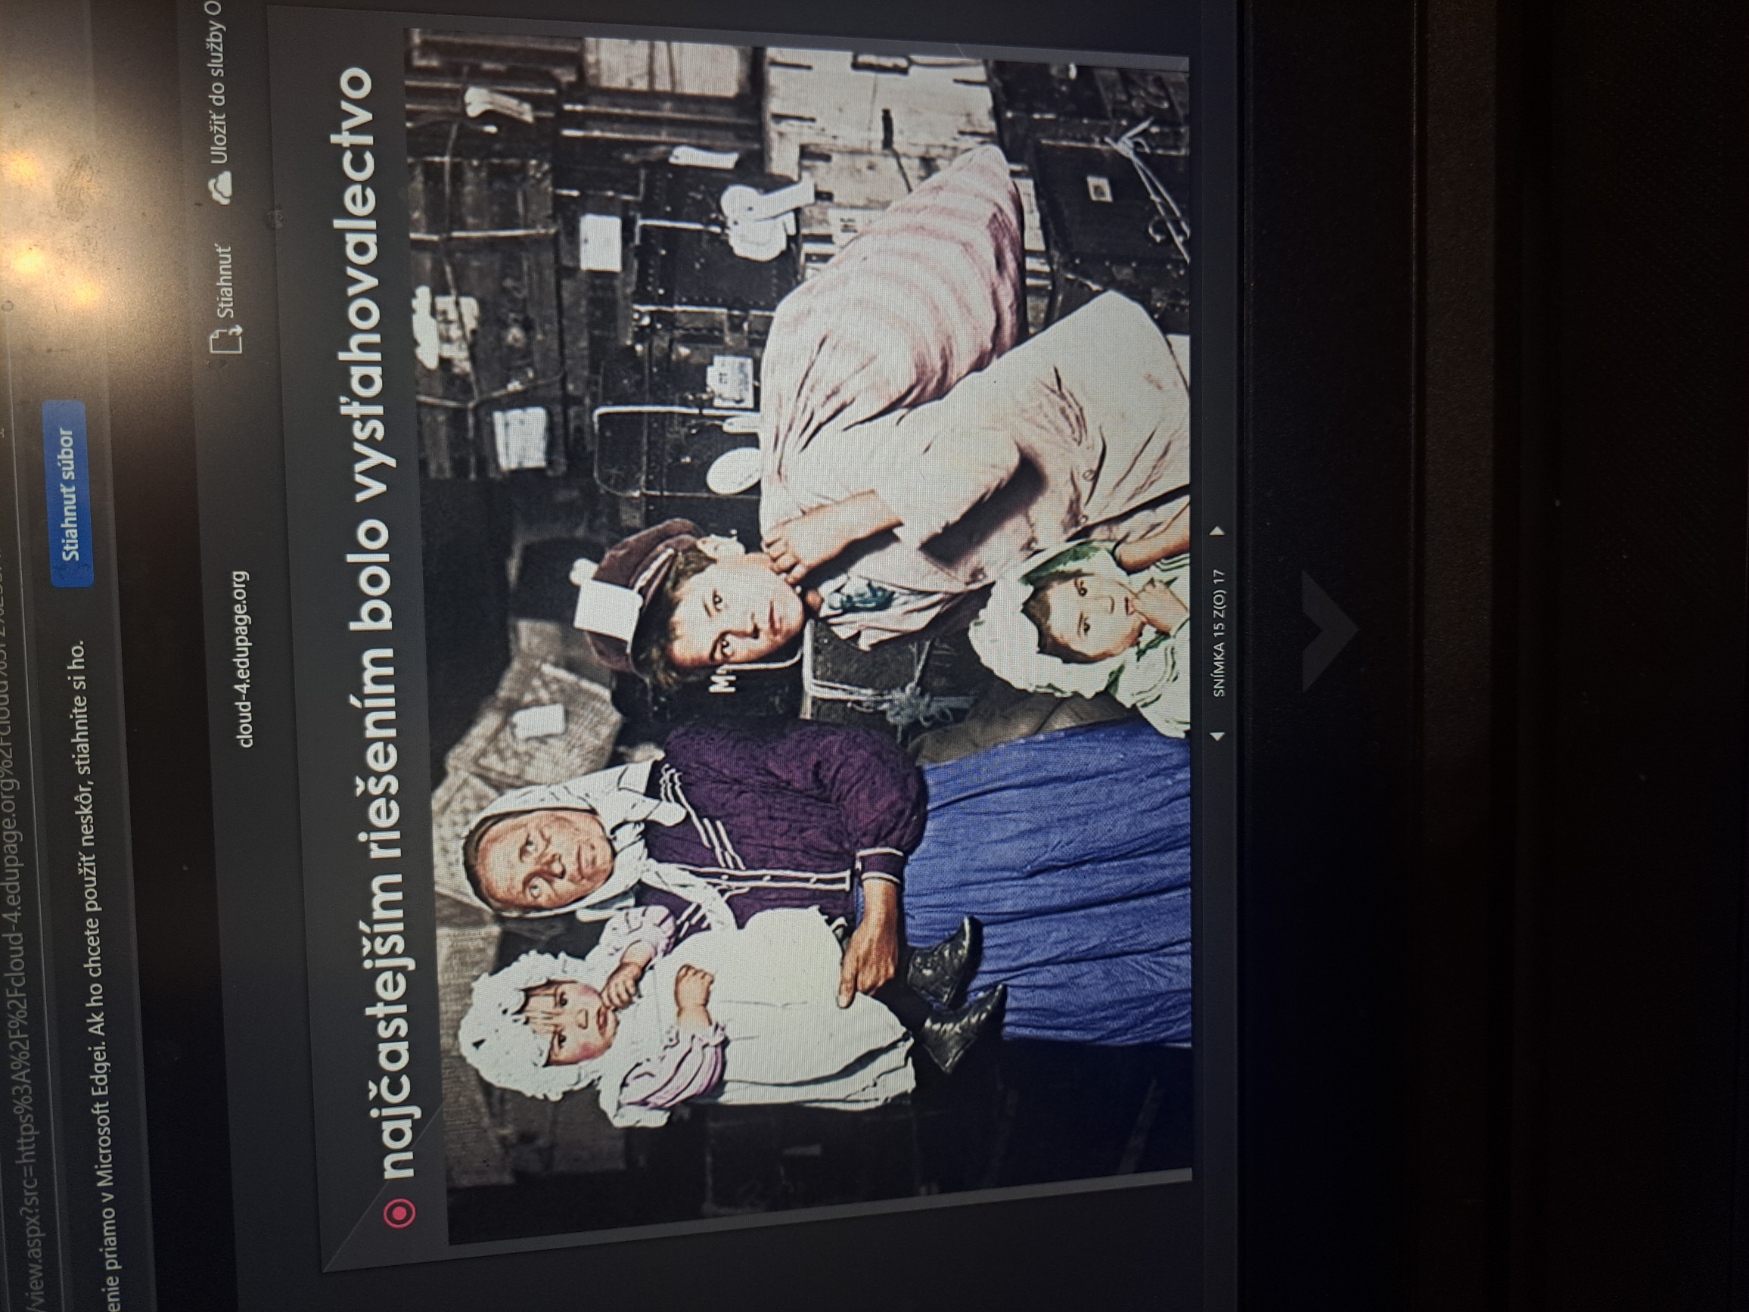 /view.aspx?src=https%3A%2F%2Fcloud-4.edupage.org%2Fcloud
enie priamo v Microsoft Edgei. Ak ho chcete použiť neskôr, stiahnite si ho.
Stiahnuť súbor
cloud-4.edupage.org
Stiahnuť
Uložiť do služby O
najčastejším riešením bolo vysťahovalectvo
SNÍMKA 15 Z(O) 17